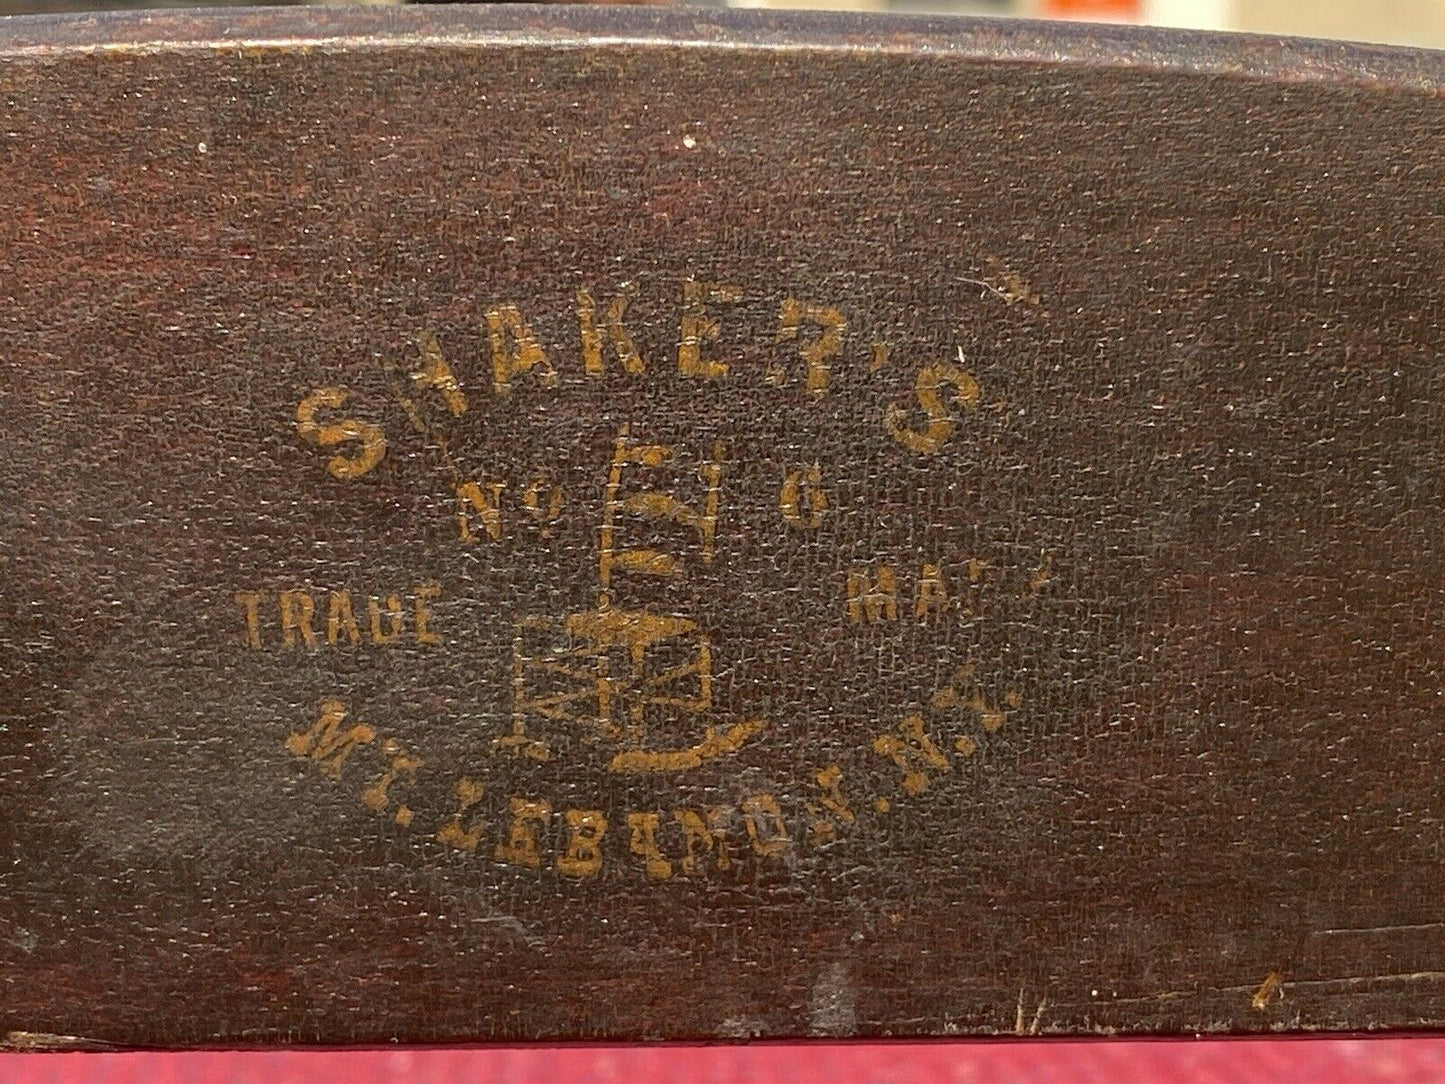 SHAKER'S
No 6
TRADE MARK
MT. LEBANON. N.Y.